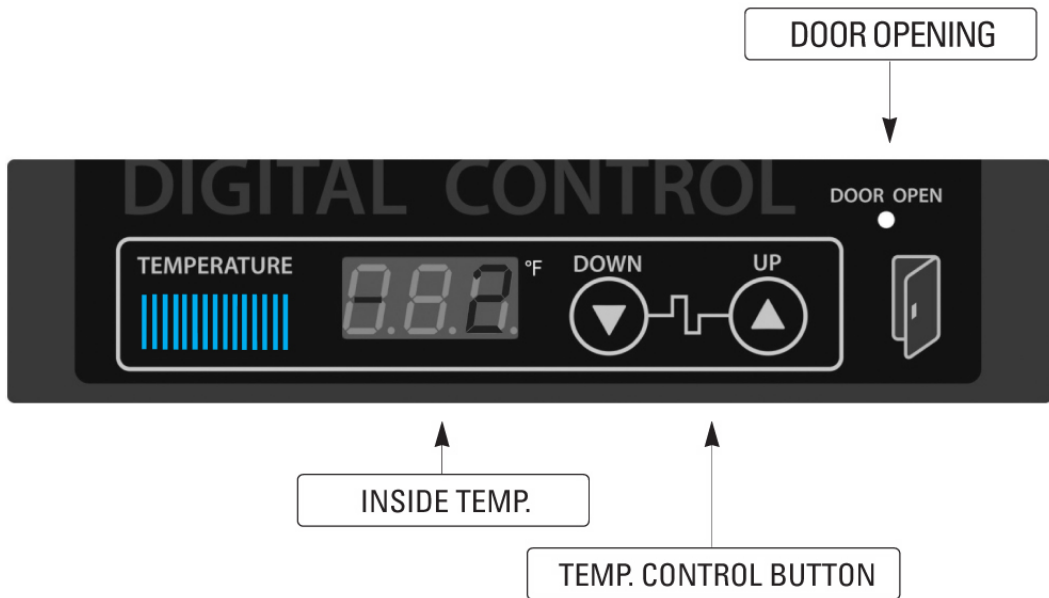 DOOR OPENING
DIGITAL CONTROL
DOOR OPEN
TEMPERATURE
°F
DOWN
UP
INSIDE TEMP.
TEMP. CONTROL BUTTON